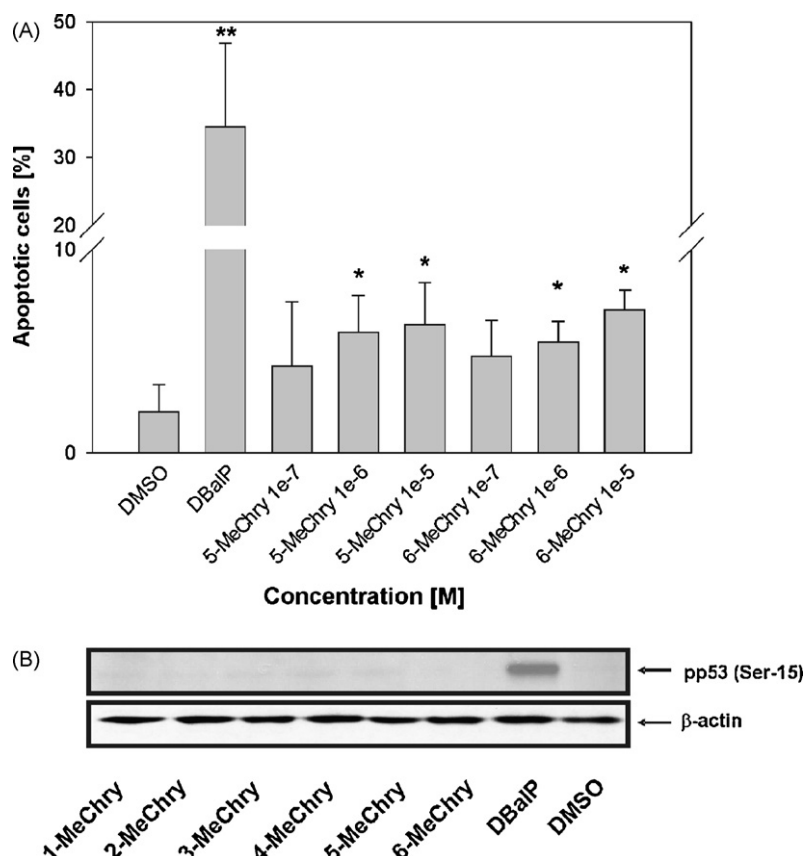 (A)
50
**
40
30
20
10
*
*
*
*
0
Apoptotic cells [%]
DMSO
DBalP
5-MeChry 1e-7
5-MeChry 1e-6
5-MeChry 1e-5
6-MeChry 1e-7
6-MeChry 1e-6
6-MeChry 1e-5
Concentration [M]
(B)
pp53 (Ser-15)
β-actin
1-MeChry
2-MeChry
3-MeChry
4-MeChry
5-MeChry
6-MeChry
DBalP
DMSO